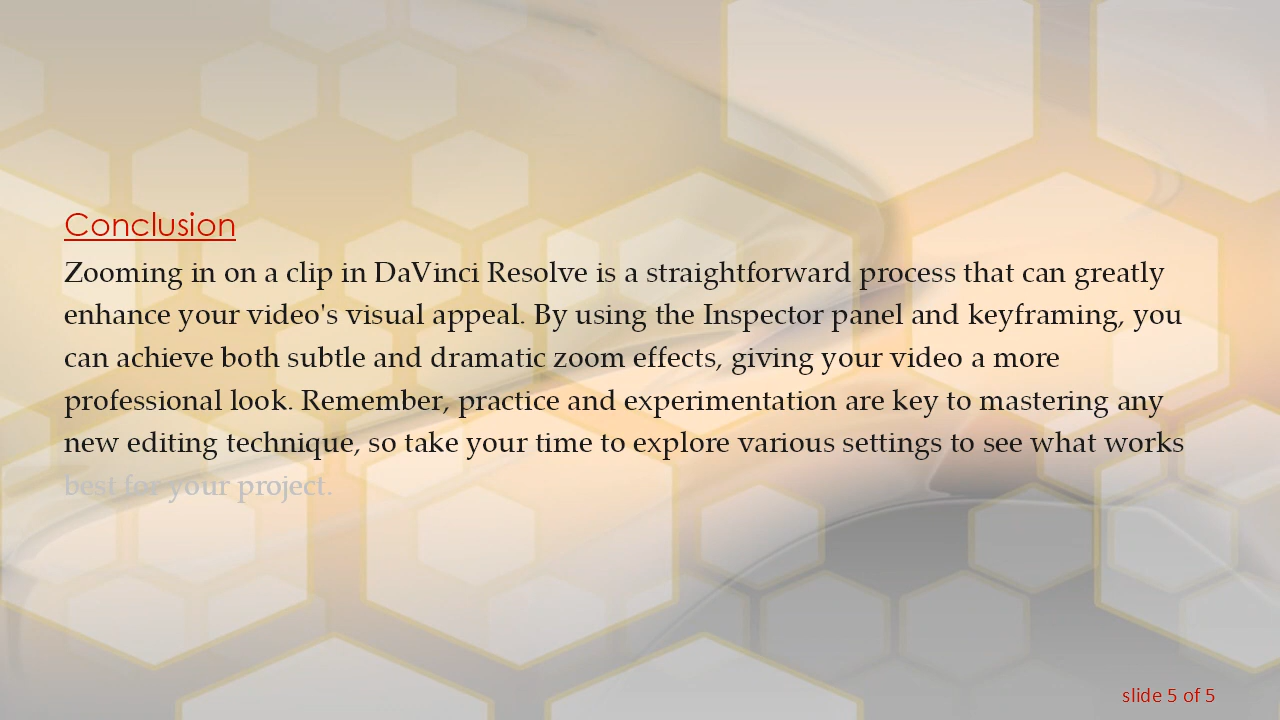 Conclusion
Zooming in on a clip in DaVinci Resolve is a straightforward process that can greatly
enhance your video's visual appeal. By using the Inspector panel and keyframing, you
can achieve both subtle and dramatic zoom effects, giving your video a more
professional look. Remember, practice and experimentation are key to mastering any
new editing technique, so take your time to explore various settings to see what works
best for your project.
slide 5 of 5